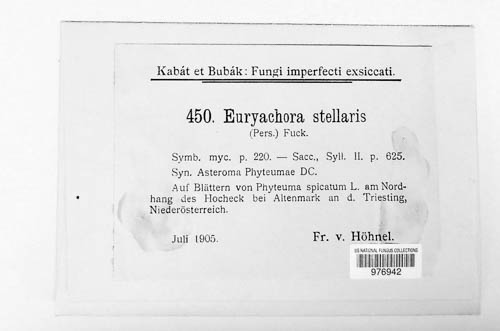 Kabát et Bubák: Fungi imperfecti exsiccati.
450. Euryachora stellaris
(Pers.) Fuck.
Symb. myc. p. 220. — Sacc., Syll. II. p. 625.
Syn. Asteroma Phyteumae DC.
Auf Blättern von Phyteuma spicatum L. am Nord-
hang des Hocheck bei Altenmark an d. Triesting,
Niederösterreich.
Juli 1905. Fr. v. Höhnel.
US NATIONAL FUNGUS COLLECTIONS
976942